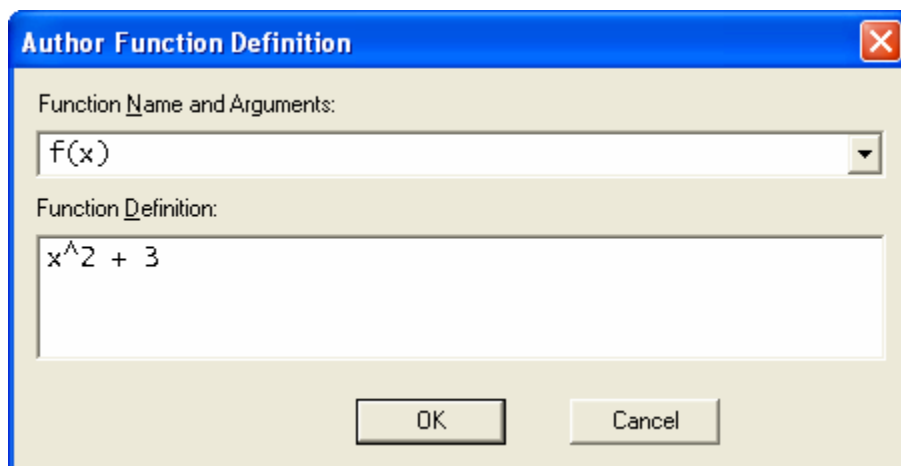 Author Function Definition
Function Name and Arguments:
f(x)
Function Definition:
x^2 + 3
OK Cancel